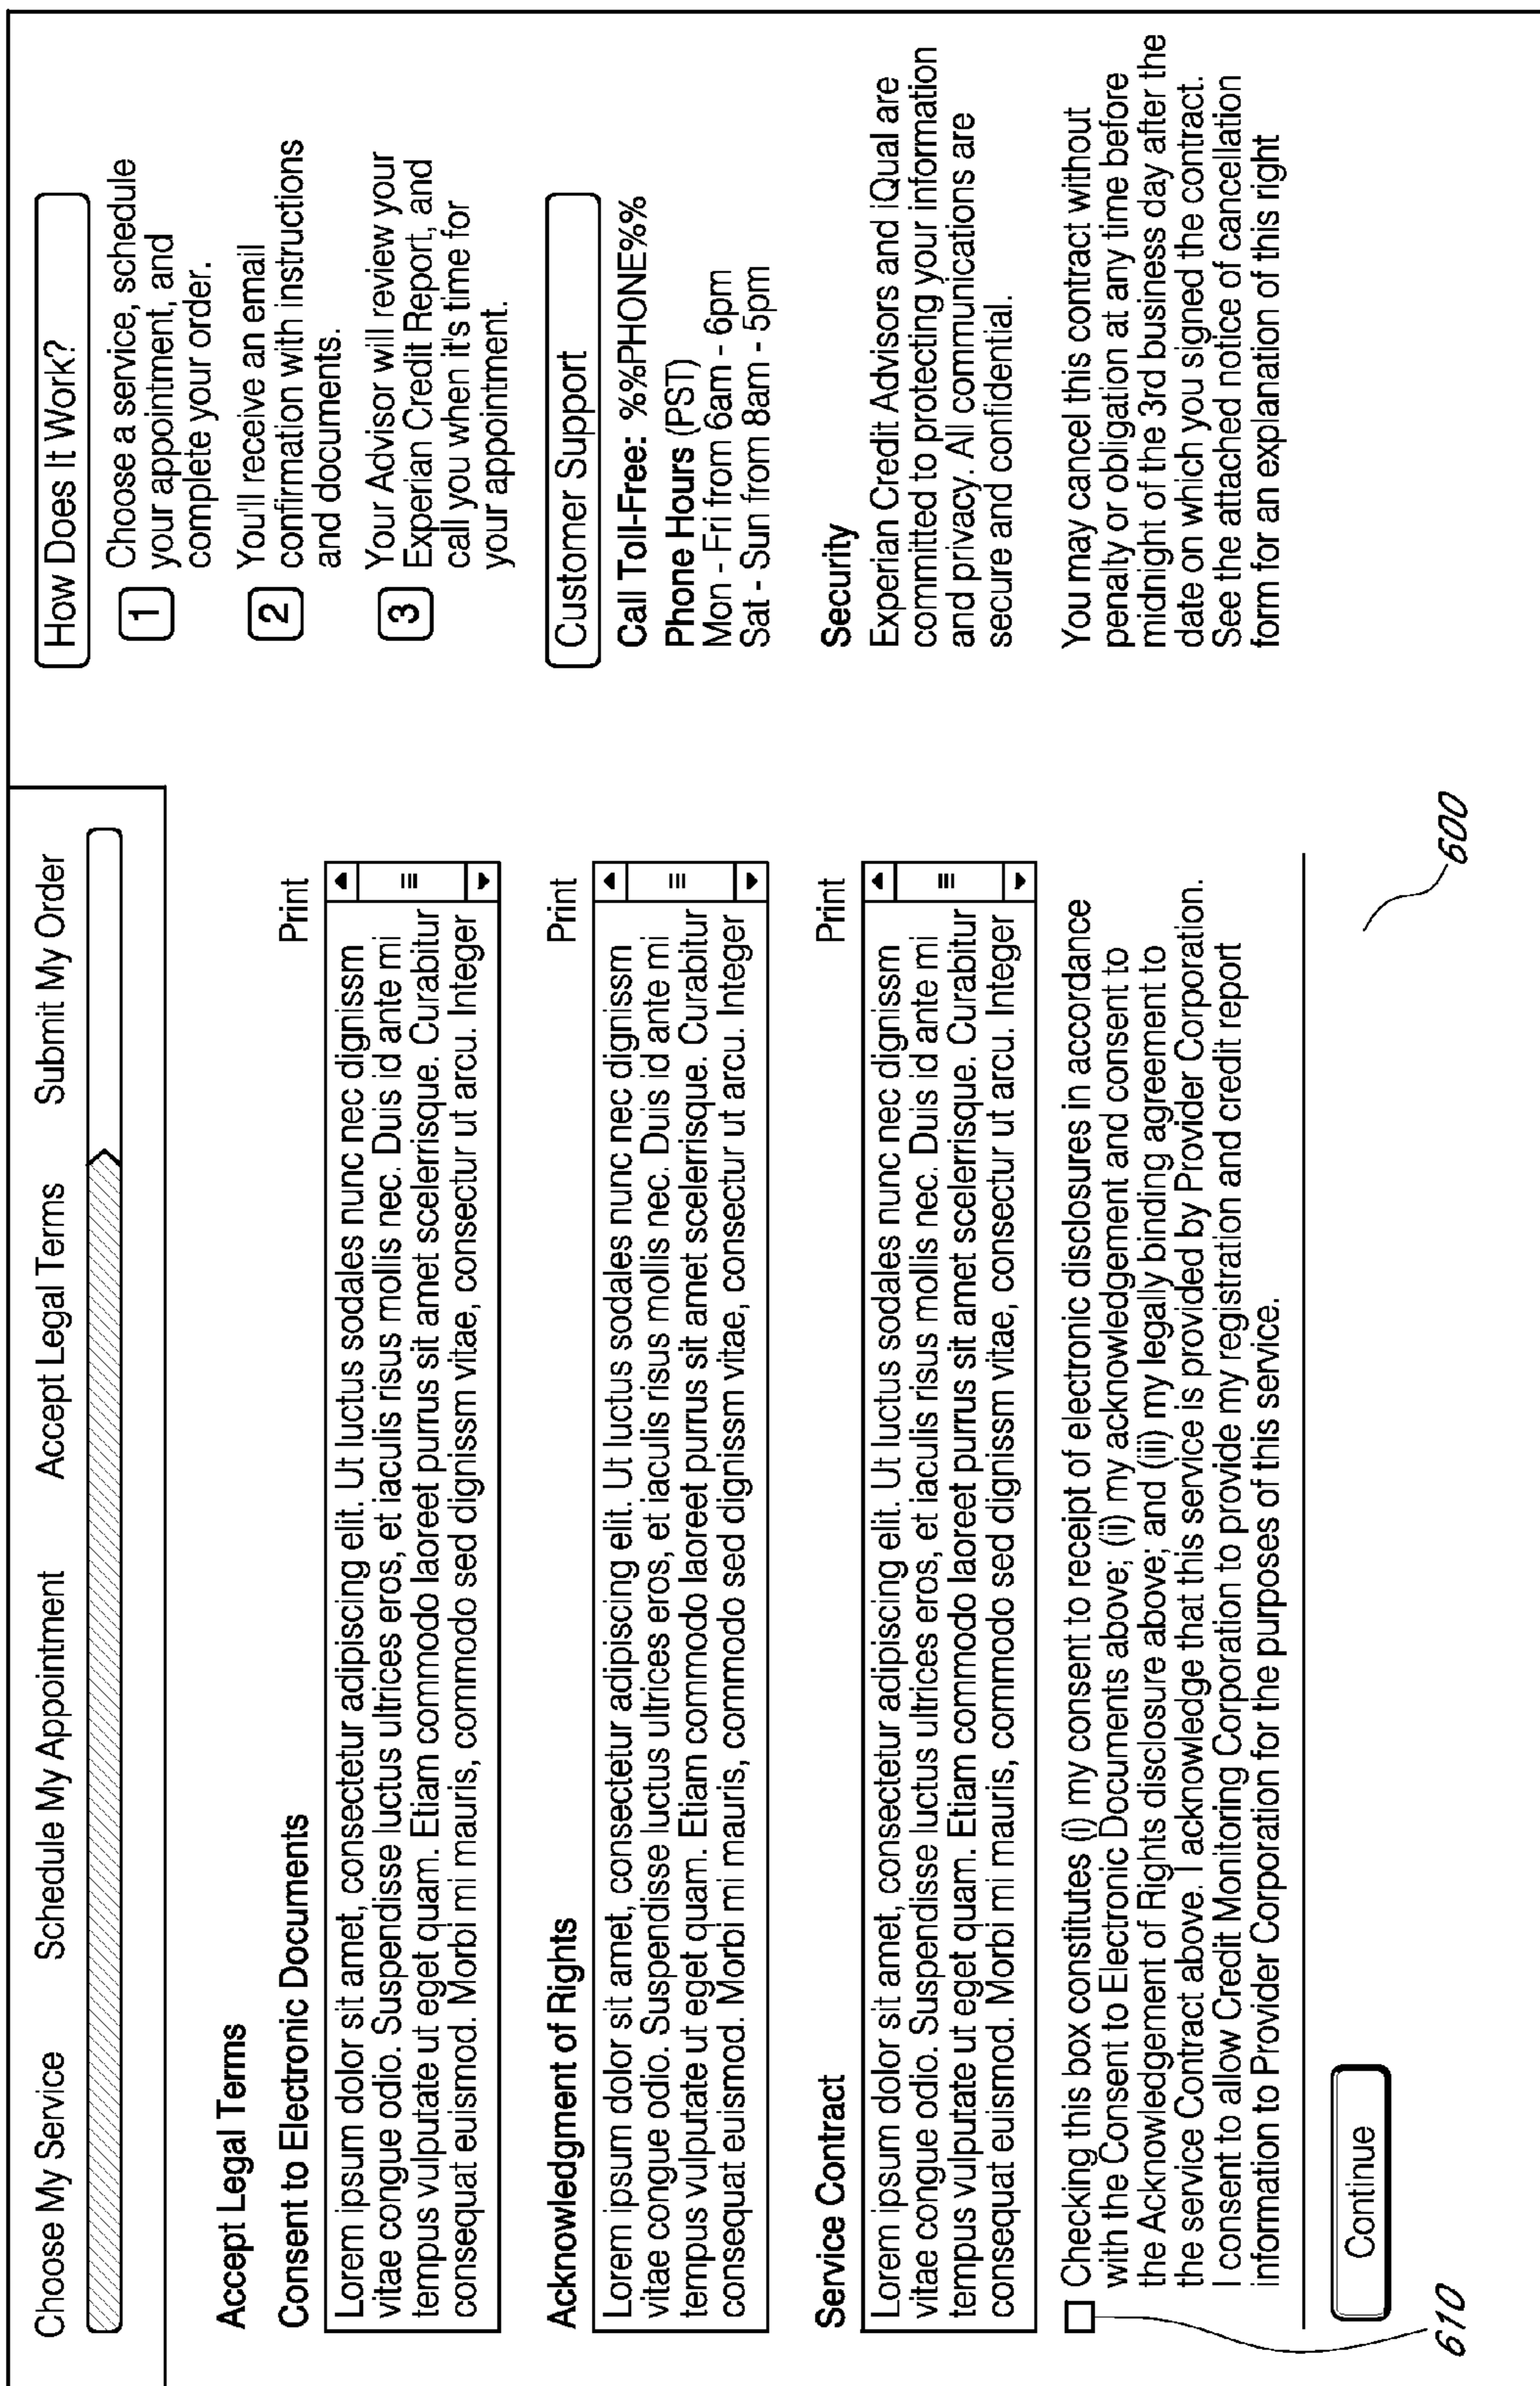 Choose My Service Schedule My Appointment Accept Legal Terms Submit My Order
Accept Legal Terms
Consent to Electronic Documents Print
Lorem ipsum dolor sit amet, consectetur adipiscing elit. Ut luctus sodales nunc nec dignissm
vitae congue odio. Suspendisse luctus ultrices eros, et iaculis risus mollis nec. Duis id ante mi
tempus vulputate ut eget quam. Etiam commodo laoreet purrus sit amet scelerrisque. Curabitur
consequat euismod. Morbi mi mauris, commodo sed dignissm vitae, consectur ut arcu. Integer
Acknowledgment of Rights Print
Lorem ipsum dolor sit amet, consectetur adipiscing elit. Ut luctus sodales nunc nec dignissm
vitae congue odio. Suspendisse luctus ultrices eros, et iaculis risus mollis nec. Duis id ante mi
tempus vulputate ut eget quam. Etiam commodo laoreet purrus sit amet scelerrisque. Curabitur
consequat euismod. Morbi mi mauris, commodo sed dignissm vitae, consectur ut arcu. Integer
Service Contract Print
Lorem ipsum dolor sit amet, consectetur adipiscing elit. Ut luctus sodales nunc nec dignissm
vitae congue odio. Suspendisse luctus ultrices eros, et iaculis risus mollis nec. Duis id ante mi
tempus vulputate ut eget quam. Etiam commodo laoreet purrus sit amet scelerrisque. Curabitur
consequat euismod. Morbi mi mauris, commodo sed dignissm vitae, consectur ut arcu. Integer
Checking this box constitutes (i) my consent to receipt of electronic disclosures in accordance
with the Consent to Electronic Documents above; (ii) my acknowledgement and consent to
the Acknowledgement of Rights disclosure above; and (iii) my legally binding agreement to
the service Contract above. I acknowledge that this service is provided by Provider Corporation.
I consent to allow Credit Monitoring Corporation to provide my registration and credit report
information to Provider Corporation for the purposes of this service.
Continue
610
600
How Does It Work?
1 Choose a service, schedule
your appointment, and
complete your order.
2 You'll receive an email
confirmation with instructions
and documents.
3 Your Advisor will review your
Experian Credit Report, and
call you when it's time for
your appointment.
Customer Support
Call Toll-Free: %%PHONE%%
Phone Hours (PST)
Mon - Fri from 6am - 6pm
Sat - Sun from 8am - 5pm
Security
Experian Credit Advisors and iQual are
committed to protecting your information
and privacy. All communications are
secure and confidential.
You may cancel this contract without
penalty or obligation at any time before
midnight of the 3rd business day after the
date on which you signed the contract.
See the attached notice of cancellation
form for an explanation of this right